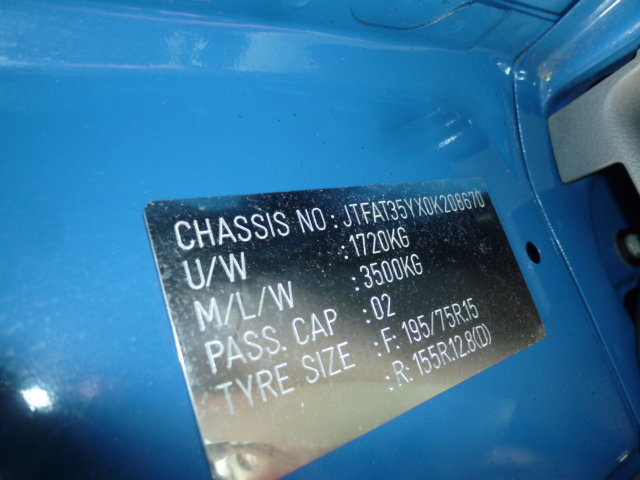 CHASSIS NO : JTFAT35YX0K208670
U/W : 1720KG
M/L/W : 3500KG
PASS. CAP : 02
TYRE SIZE : F: 195/75R.15
: R: 155R.12.8(D)